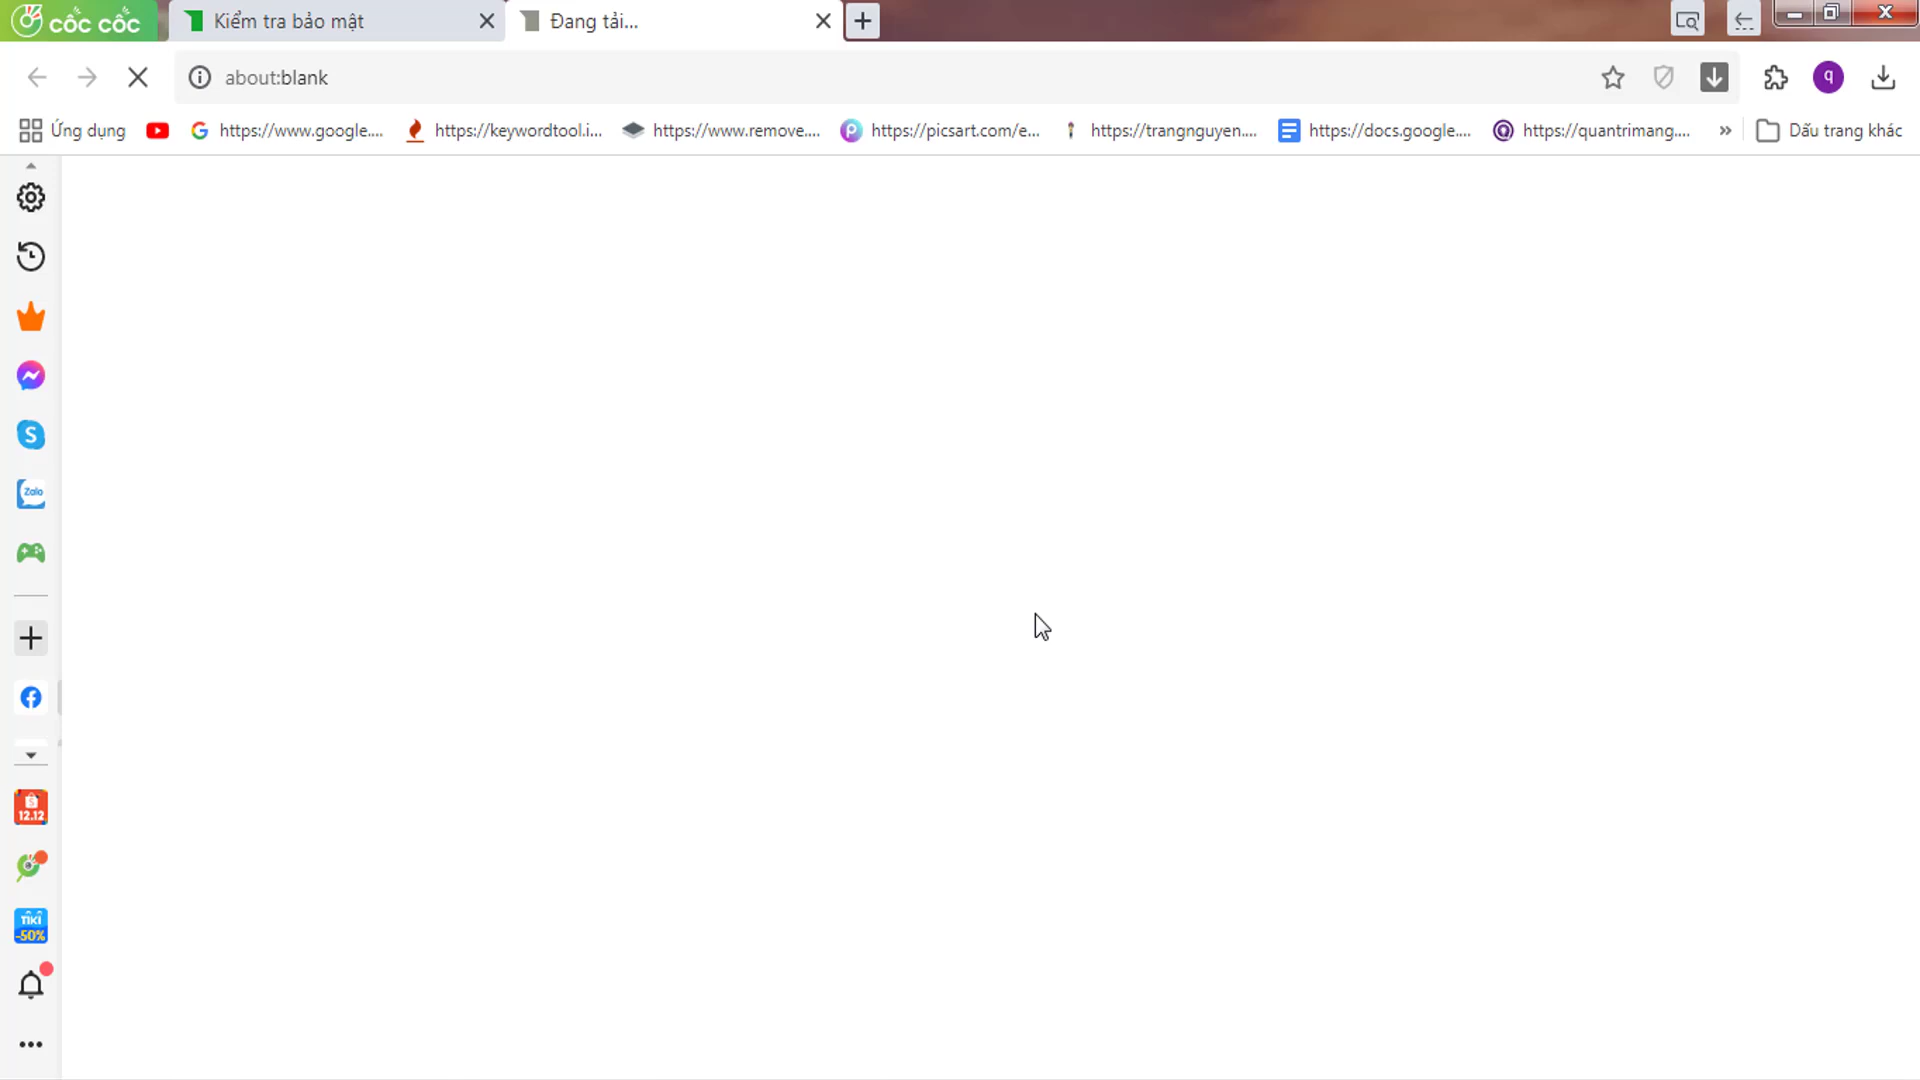 cốc cốc Kiểm tra bảo mật Đang tải...
about:blank q
Ứng dụng https://www.google.... https://keywordtool.i... https://www.remove.... https://picsart.com/e... https://trangnguyen.... https://docs.google.... https://quantrimang.... » Dấu trang khác
S
Zalo
12.12
TIKI
-50%